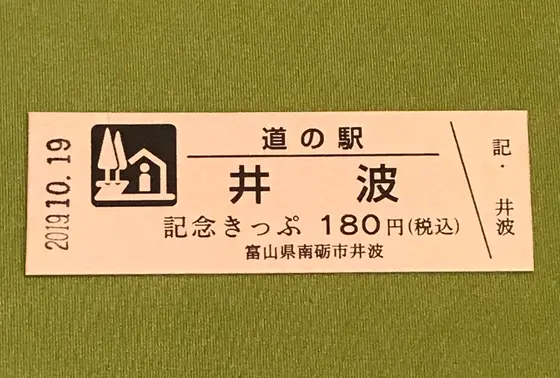 2019.10.19
道の駅
井波
記念きっぷ 180円(税込)
富山県南砺市井波
記・井波